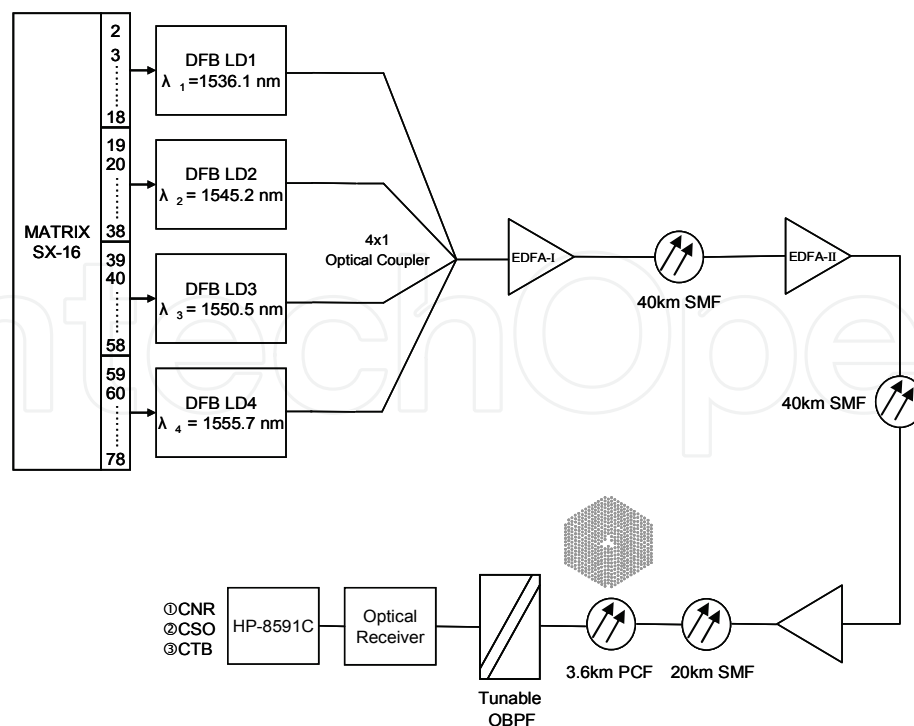 MATRIX
SX-16
2
3
18
19
20
38
39
40
58
59
60
78
DFB LD1
λ 1 =1536.1 nm
DFB LD2
λ 2 = 1545.2 nm
DFB LD3
λ 3 = 1550.5 nm
DFB LD4
λ 4 = 1555.7 nm
4x1
Optical Coupler
EDFA-I
40km SMF
EDFA-II
40km SMF
①CNR
②CSO
③CTB
HP-8591C
Optical
Receiver
Tunable
OBPF
3.6km PCF
20km SMF
ntechOpe